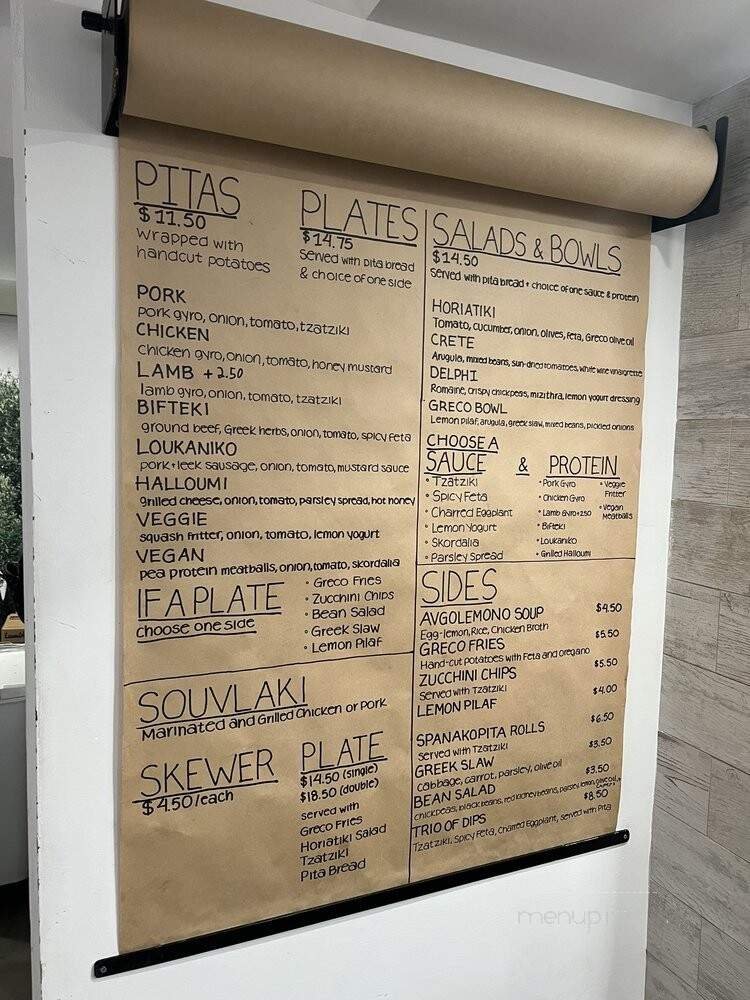 PITAS
$11.50
wrapped with
handcut potatoes
PLATES
$14.75
served with pita bread
& choice of one side
PORK
pork gyro, onion, tomato, tzatziki
CHICKEN
Chicken gyro, onion, tomato, honey mustard
LAMB +2.50
lamb gyro, onion, tomato, tzatziki
BIFTEKI
ground beef, Greek herbs, onion, tomato, spicy feta
LOUKANIKO
pork+leek sausage, onion, tomato, mustard sauce
HALLOUMI
grilled cheese, onion, tomato, parsley spread, hot honey
VEGGIE
squash fritter, onion, tomato, lemon yogurt
VEGAN
pea protein meatballs, onion, tomato, skordalia
IF A PLATE
choose one side
• Greco Fries
• Zucchini Chips
• Bean Salad
• Greek Slaw
• Lemon Pilaf
SOUVLAKI
Marinated and Grilled Chicken or Pork
SKEWER
$4.50/each
PLATE
$14.50 (single)
$18.50 (double)
served with
Greco Fries
Horiatiki Salad
Tzatziki
Pita Bread
SALADS & BOWLS
$14.50
served with pita bread + choice of one sauce & protein
HORIATIKI
Tomato, cucumber, onion, olives, feta, Greco olive oil
CRETE
Arugula, mixed beans, sun-dried tomatoes, white wine vinaigrette
DELPHI
Romaine, crispy chickpeas, mizithra, lemon yogurt dressing
GRECO BOWL
Lemon pilaf, arugula, greek slaw, mixed beans, pickled onions
CHOOSE A
SAUCE & PROTEIN
• Tzatziki
• Spicy Feta
• Charred Eggplant
• Lemon Yogurt
• Skordalia
• Parsley Spread
• Pork Gyro
• Chicken Gyro
• Lamb Gyro +2.50
• Bifteki
• Loukaniko
• Grilled Halloumi
• Veggie
Fritter
• Vegan
Meatballs
SIDES
AVGOLEMONO SOUP $4.50
Egg-lemon, Rice, Chicken Broth
GRECO FRIES $5.50
Hand-cut potatoes with Feta and oregano
ZUCCHINI CHIPS $5.50
served with Tzatziki
LEMON PILAF $4.00
SPANAKOPITA ROLLS $6.50
served with Tzatziki
GREEK SLAW $3.50
cabbage, carrot, parsley, olive oil
BEAN SALAD $3.50
chickpeas, black beans, red kidney beans, parsley, lemon, olive oil,
TRIO OF DIPS $8.50
Tzatziki, Spicy Feta, Charred Eggplant, served with Pita
menupi